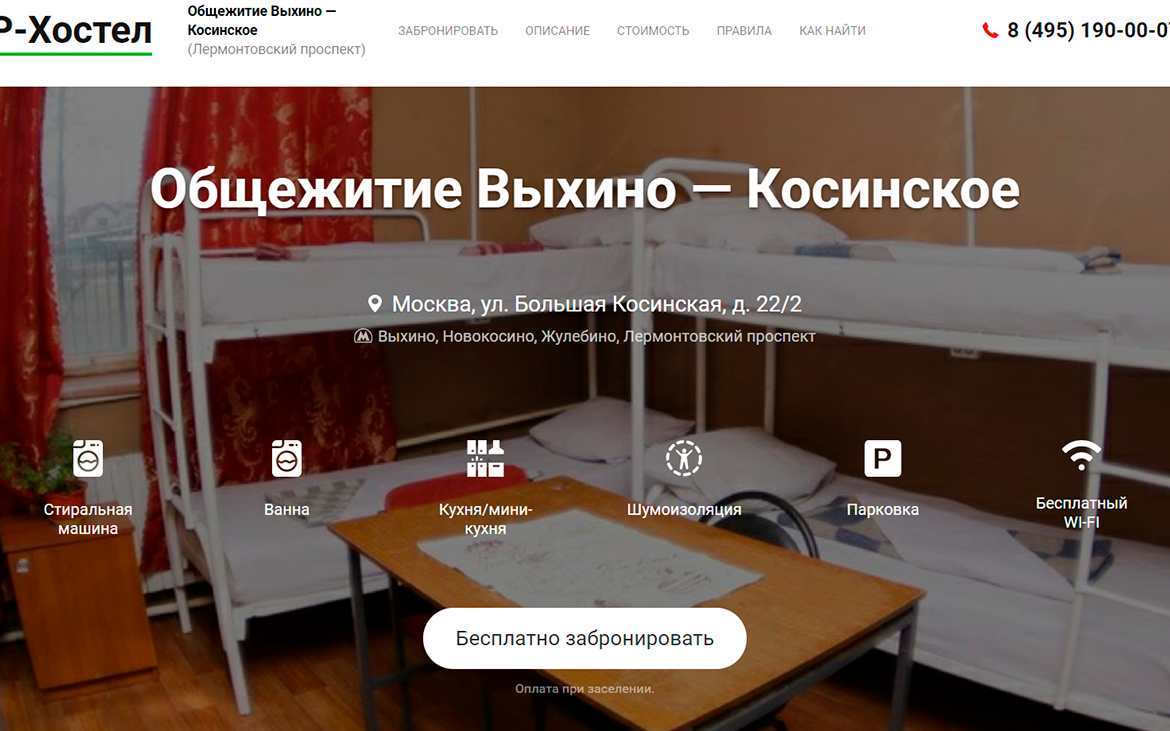 Р-Хостел
Общежитие Выхино —
Косинское
(Лермонтовский проспект)
ЗАБРОНИРОВАТЬ ОПИСАНИЕ СТОИМОСТЬ ПРАВИЛА КАК НАЙТИ
8 (495) 190-00-0
Общежитие Выхино — Косинское
Москва, ул. Большая Косинская, д. 22/2
Выхино, Новокосино, Жулебино, Лермонтовский проспект
Стиральная
машина
Ванна
Кухня/мини-
кухня
Шумоизоляция
P
Парковка
Бесплатный
WI-FI
Бесплатно забронировать
Оплата при заселении.